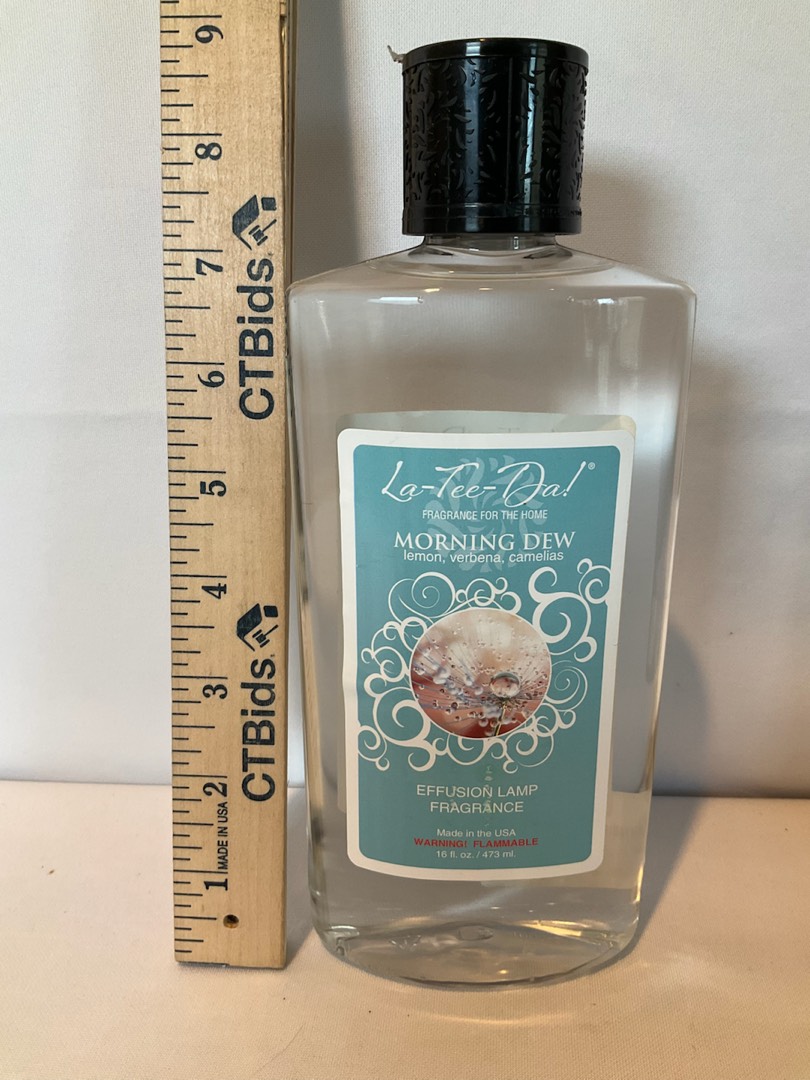 9
8
7
6
5
4
3
2
1
CTBids®
CTBids®
MADE IN USA
La-Tee-Da!®
FRAGRANCE FOR THE HOME
MORNING DEW
lemon, verbena, camelias
EFFUSION LAMP
FRAGRANCE
Made in the USA
WARNING! FLAMMABLE
16 fl. oz. / 473 ml.